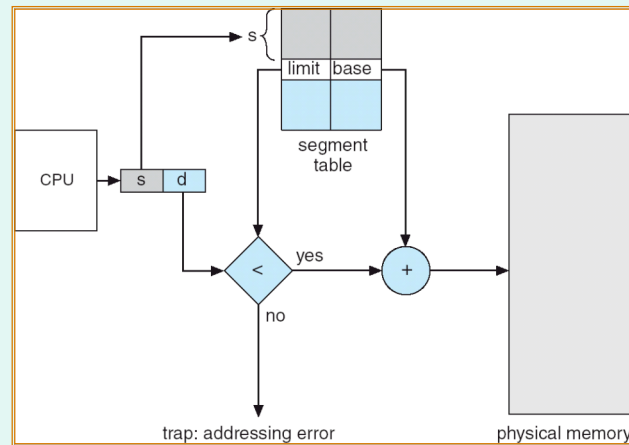 s
limit base
segment
table
CPU
s d
<
yes
+
no
trap: addressing error
physical memory